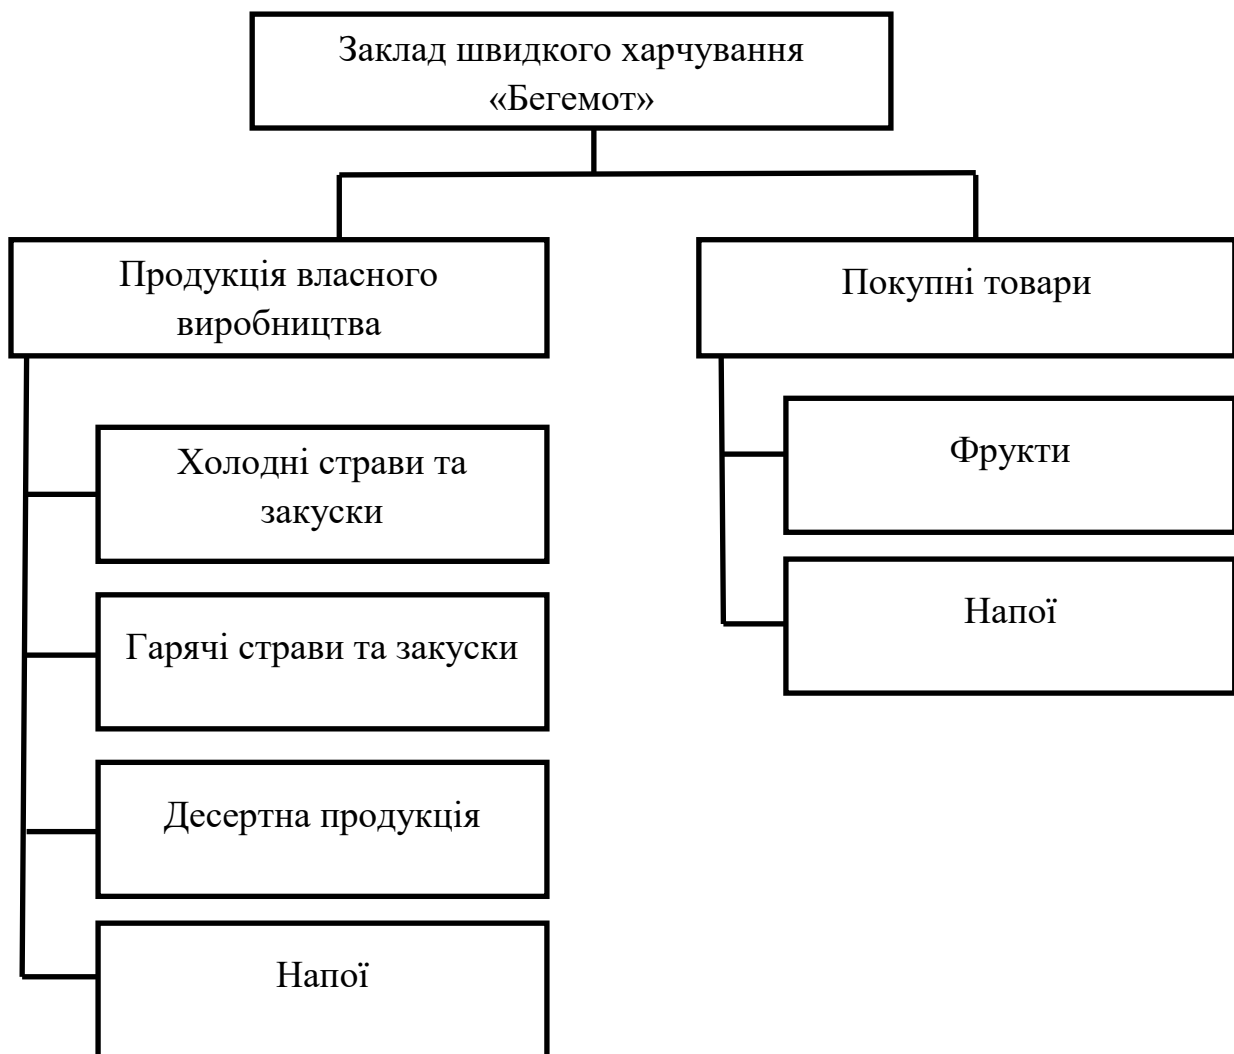 Заклад швидкого харчування
«Бегемот»
Продукція власного
виробництва
Покупні товари
Холодні страви та
закуски
Гарячі страви та закуски
Десертна продукція
Напої
Фрукти
Напої